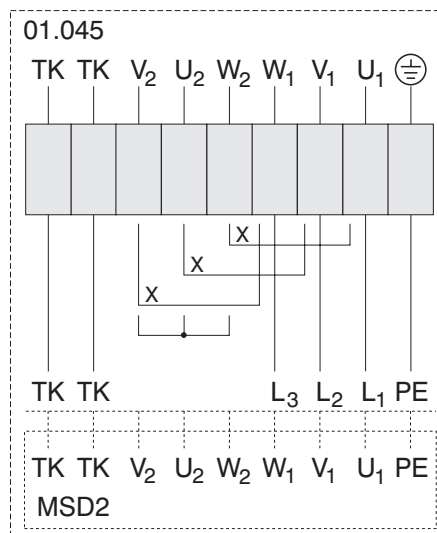 01.045
TK TK V₂ U₂ W₂ W₁ V₁ U₁
X
X
X
TK TK L₃ L₂ L₁ PE
TK TK V₂ U₂ W₂ W₁ V₁ U₁ PE
MSD2